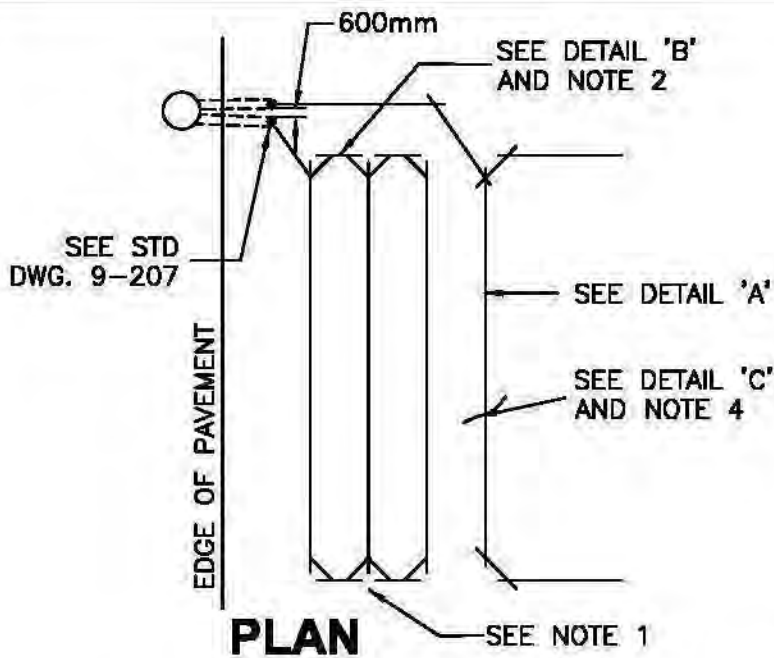 600mm
SEE DETAIL 'B'
AND NOTE 2
SEE STD
DWG. 9-207
SEE DETAIL 'A'
EDGE OF PAVEMENT
SEE DETAIL 'C'
AND NOTE 4
PLAN
SEE NOTE 1